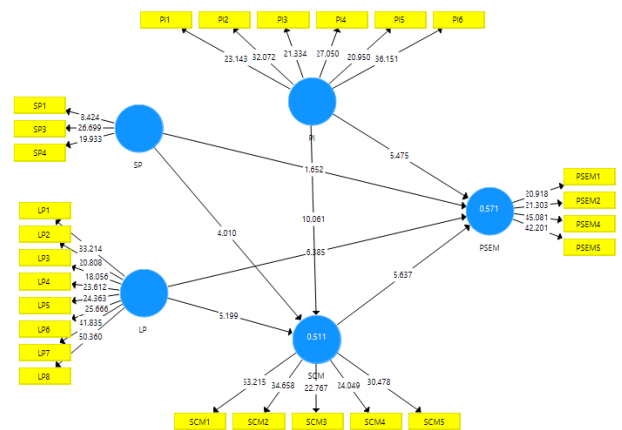 PI1 PI2 PI3 PI4 PI5 PI6
23.143 32.072 21.334 27.050 20.950 36.151
SP1
SP3
SP4
8.424
26.699
19.933
SP
PI
5.475
1.652
10.061
4.010
6.385
5.637
5.199
0.571
PSEM
20.918
21.303
45.081
42.201
PSEM1
PSEM2
PSEM4
PSEM5
LP1
LP2
LP3
LP4
LP5
LP6
LP7
LP8
33.214
20.808
18.056
23.612
24.363
25.666
41.835
50.360
LP
0.511
SCM
34.658 22.767 24.049 30.478
SCM1 SCM2 SCM3 SCM4 SCM5